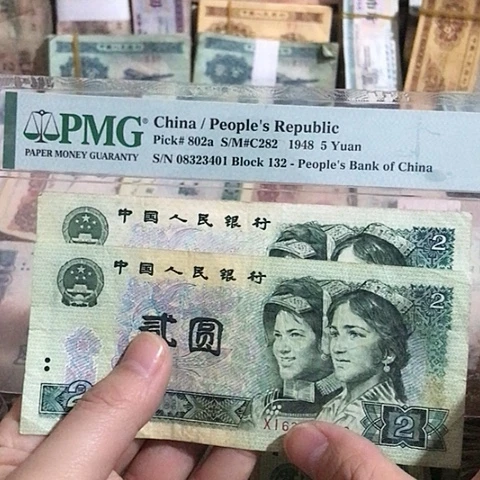 PMG
PAPER MONEY GUARANTY
China / People's Republic
Pick# 802a S/M#C282 1948 5 Yuan
S/N 08323401 Block 132 - People's Bank of China
中国人民银行
2
中国人民银行
2
贰圆
2
2